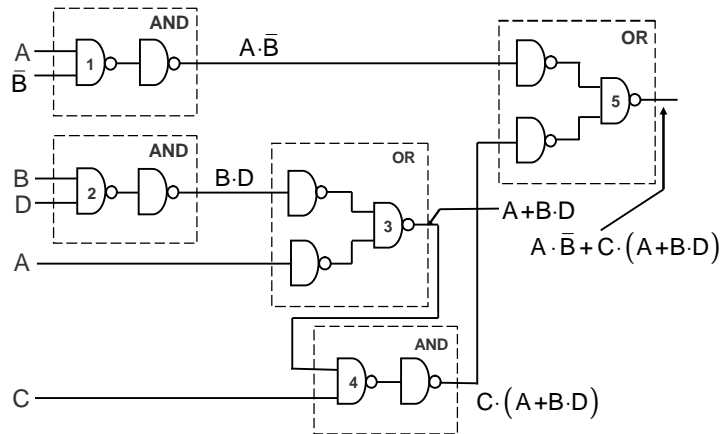 AND
OR
A
B̅
1
A·B̅
5
AND
OR
B
D
2
B·D
3
A+B·D
A·B̅+C·(A+B·D)
A
AND
4
C
C·(A+B·D)